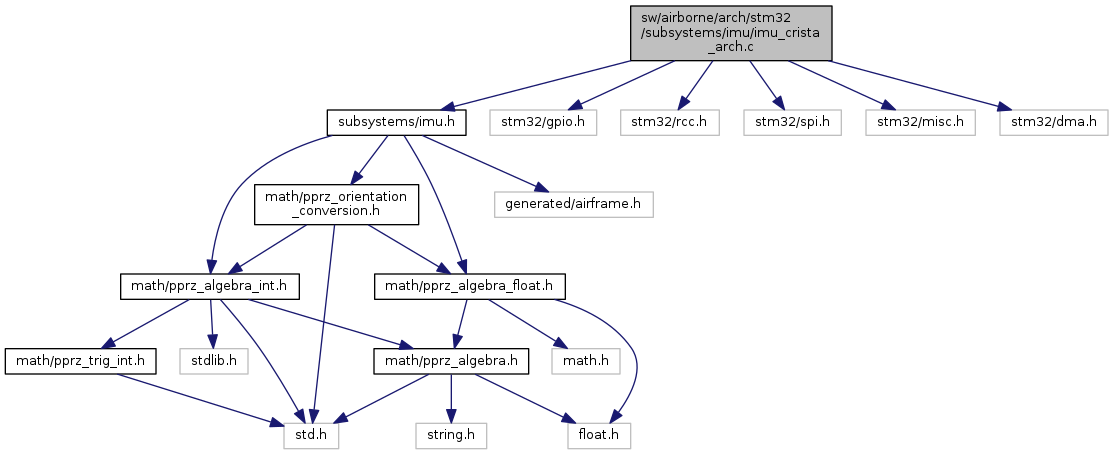 sw/airborne/arch/stm32
/subsystems/imu/imu_crista
_arch.c
subsystems/imu.h
stm32/gpio.h
stm32/rcc.h
stm32/spi.h
stm32/misc.h
stm32/dma.h
math/pprz_orientation
_conversion.h
generated/airframe.h
math/pprz_algebra_int.h
math/pprz_algebra_float.h
math/pprz_trig_int.h
stdlib.h
math/pprz_algebra.h
math.h
std.h
string.h
float.h